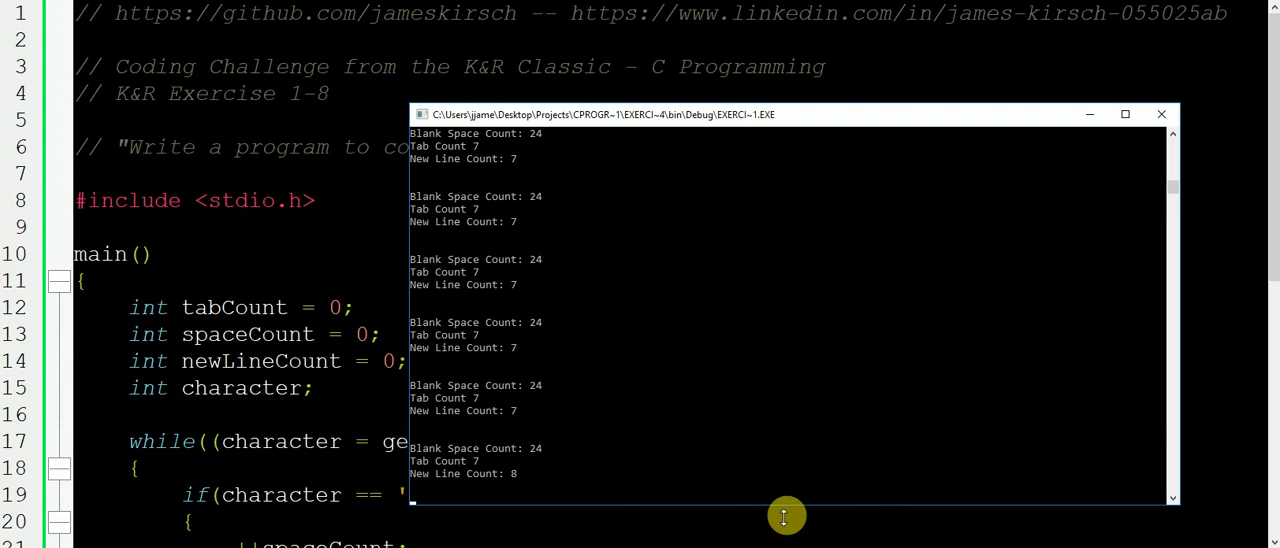 1 // https://github.com/jameskirsch -- https://www.linkedin.com/in/james-kirsch-055025ab
2
3 // Coding Challenge from the K&R Classic - C Programming
4 // K&R Exercise 1-8
5
6 // "Write a program to co
7
8 #include <stdio.h>
9
10 main()
11 {
12 int tabCount = 0;
13 int spaceCount = 0;
14 int newLineCount = 0;
15 int character;
16
17 while((character = ge
18 {
19 if(character == '
20 {
C:\Users\jjame\Desktop\Projects\CPROGR~1\EXERCI~4\bin\Debug\EXERCI~1.EXE
Blank Space Count: 24
Tab Count 7
New Line Count: 7
Blank Space Count: 24
Tab Count 7
New Line Count: 7
Blank Space Count: 24
Tab Count 7
New Line Count: 7
Blank Space Count: 24
Tab Count 7
New Line Count: 7
Blank Space Count: 24
Tab Count 7
New Line Count: 7
Blank Space Count: 24
Tab Count 7
New Line Count: 8